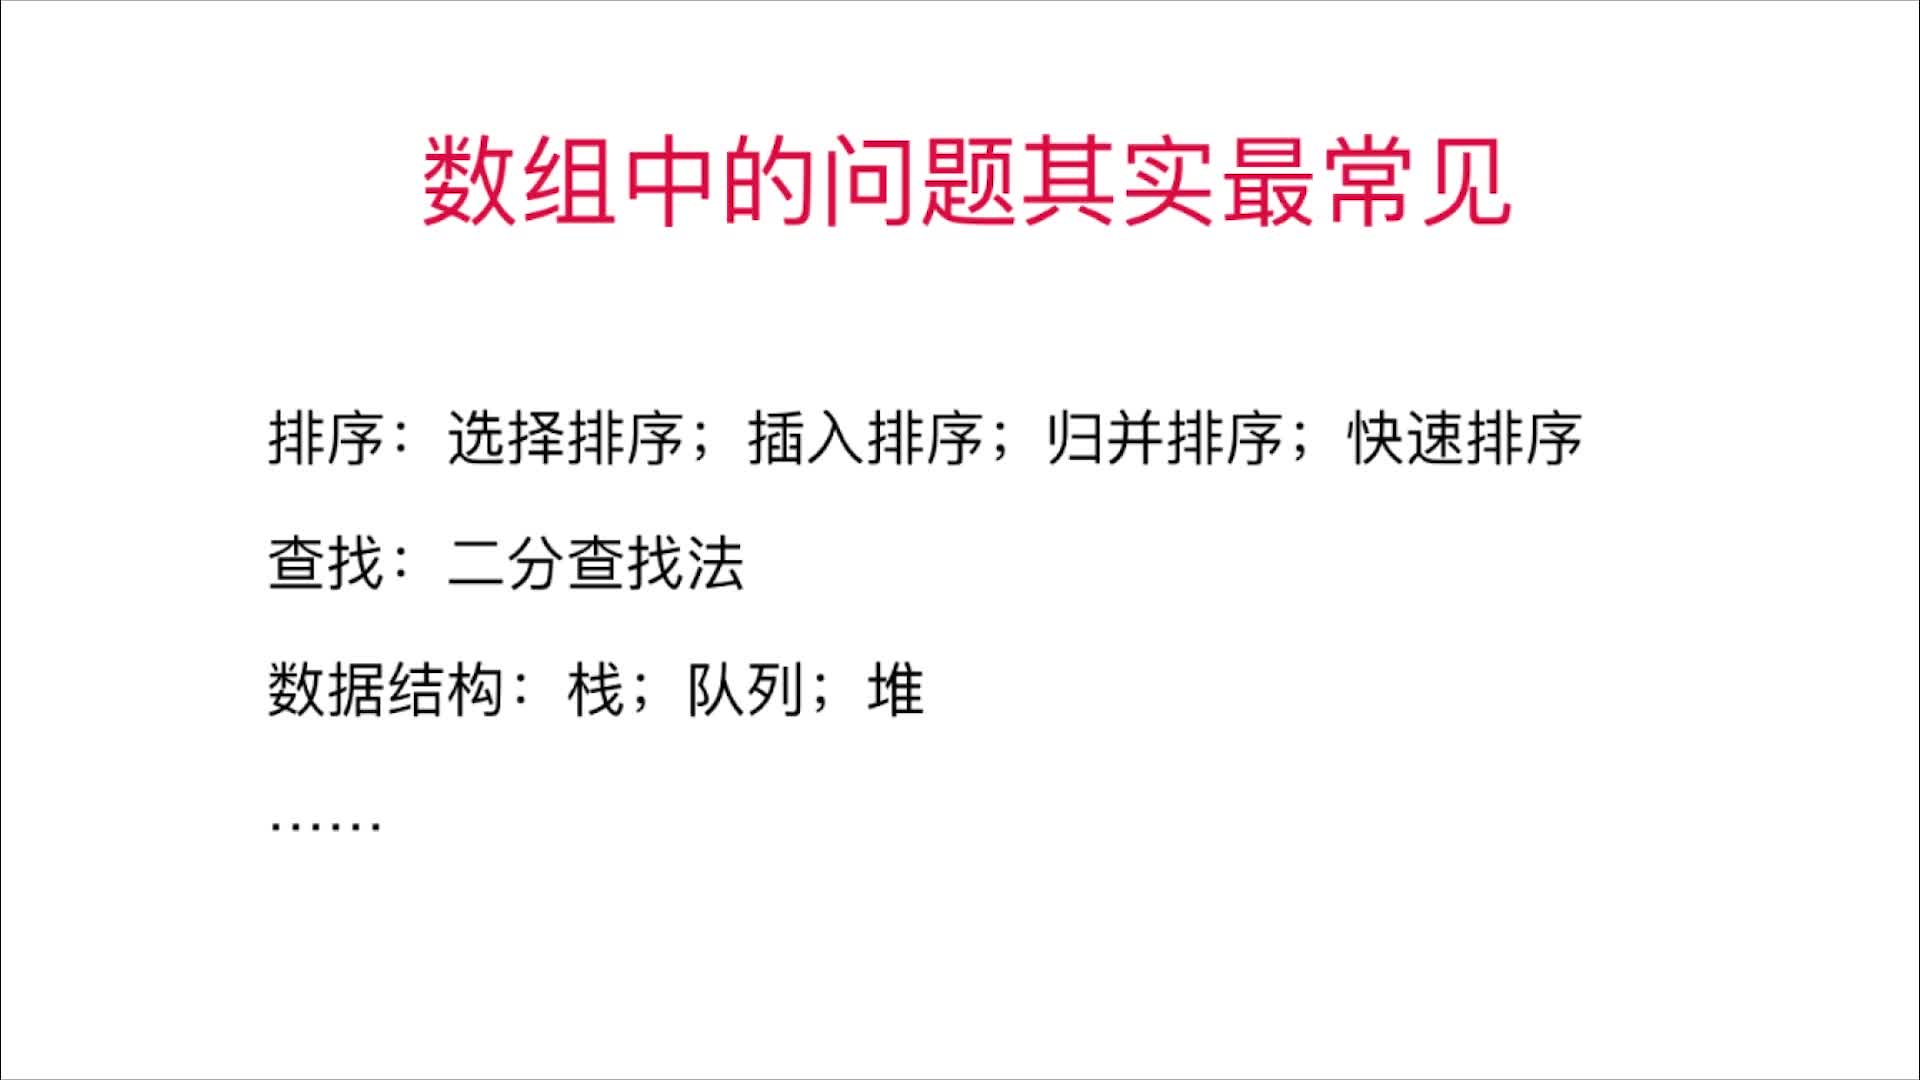 数组中的问题其实最常见
排序：选择排序；插入排序；归并排序；快速排序
查找：二分查找法
数据结构：栈；队列；堆
……